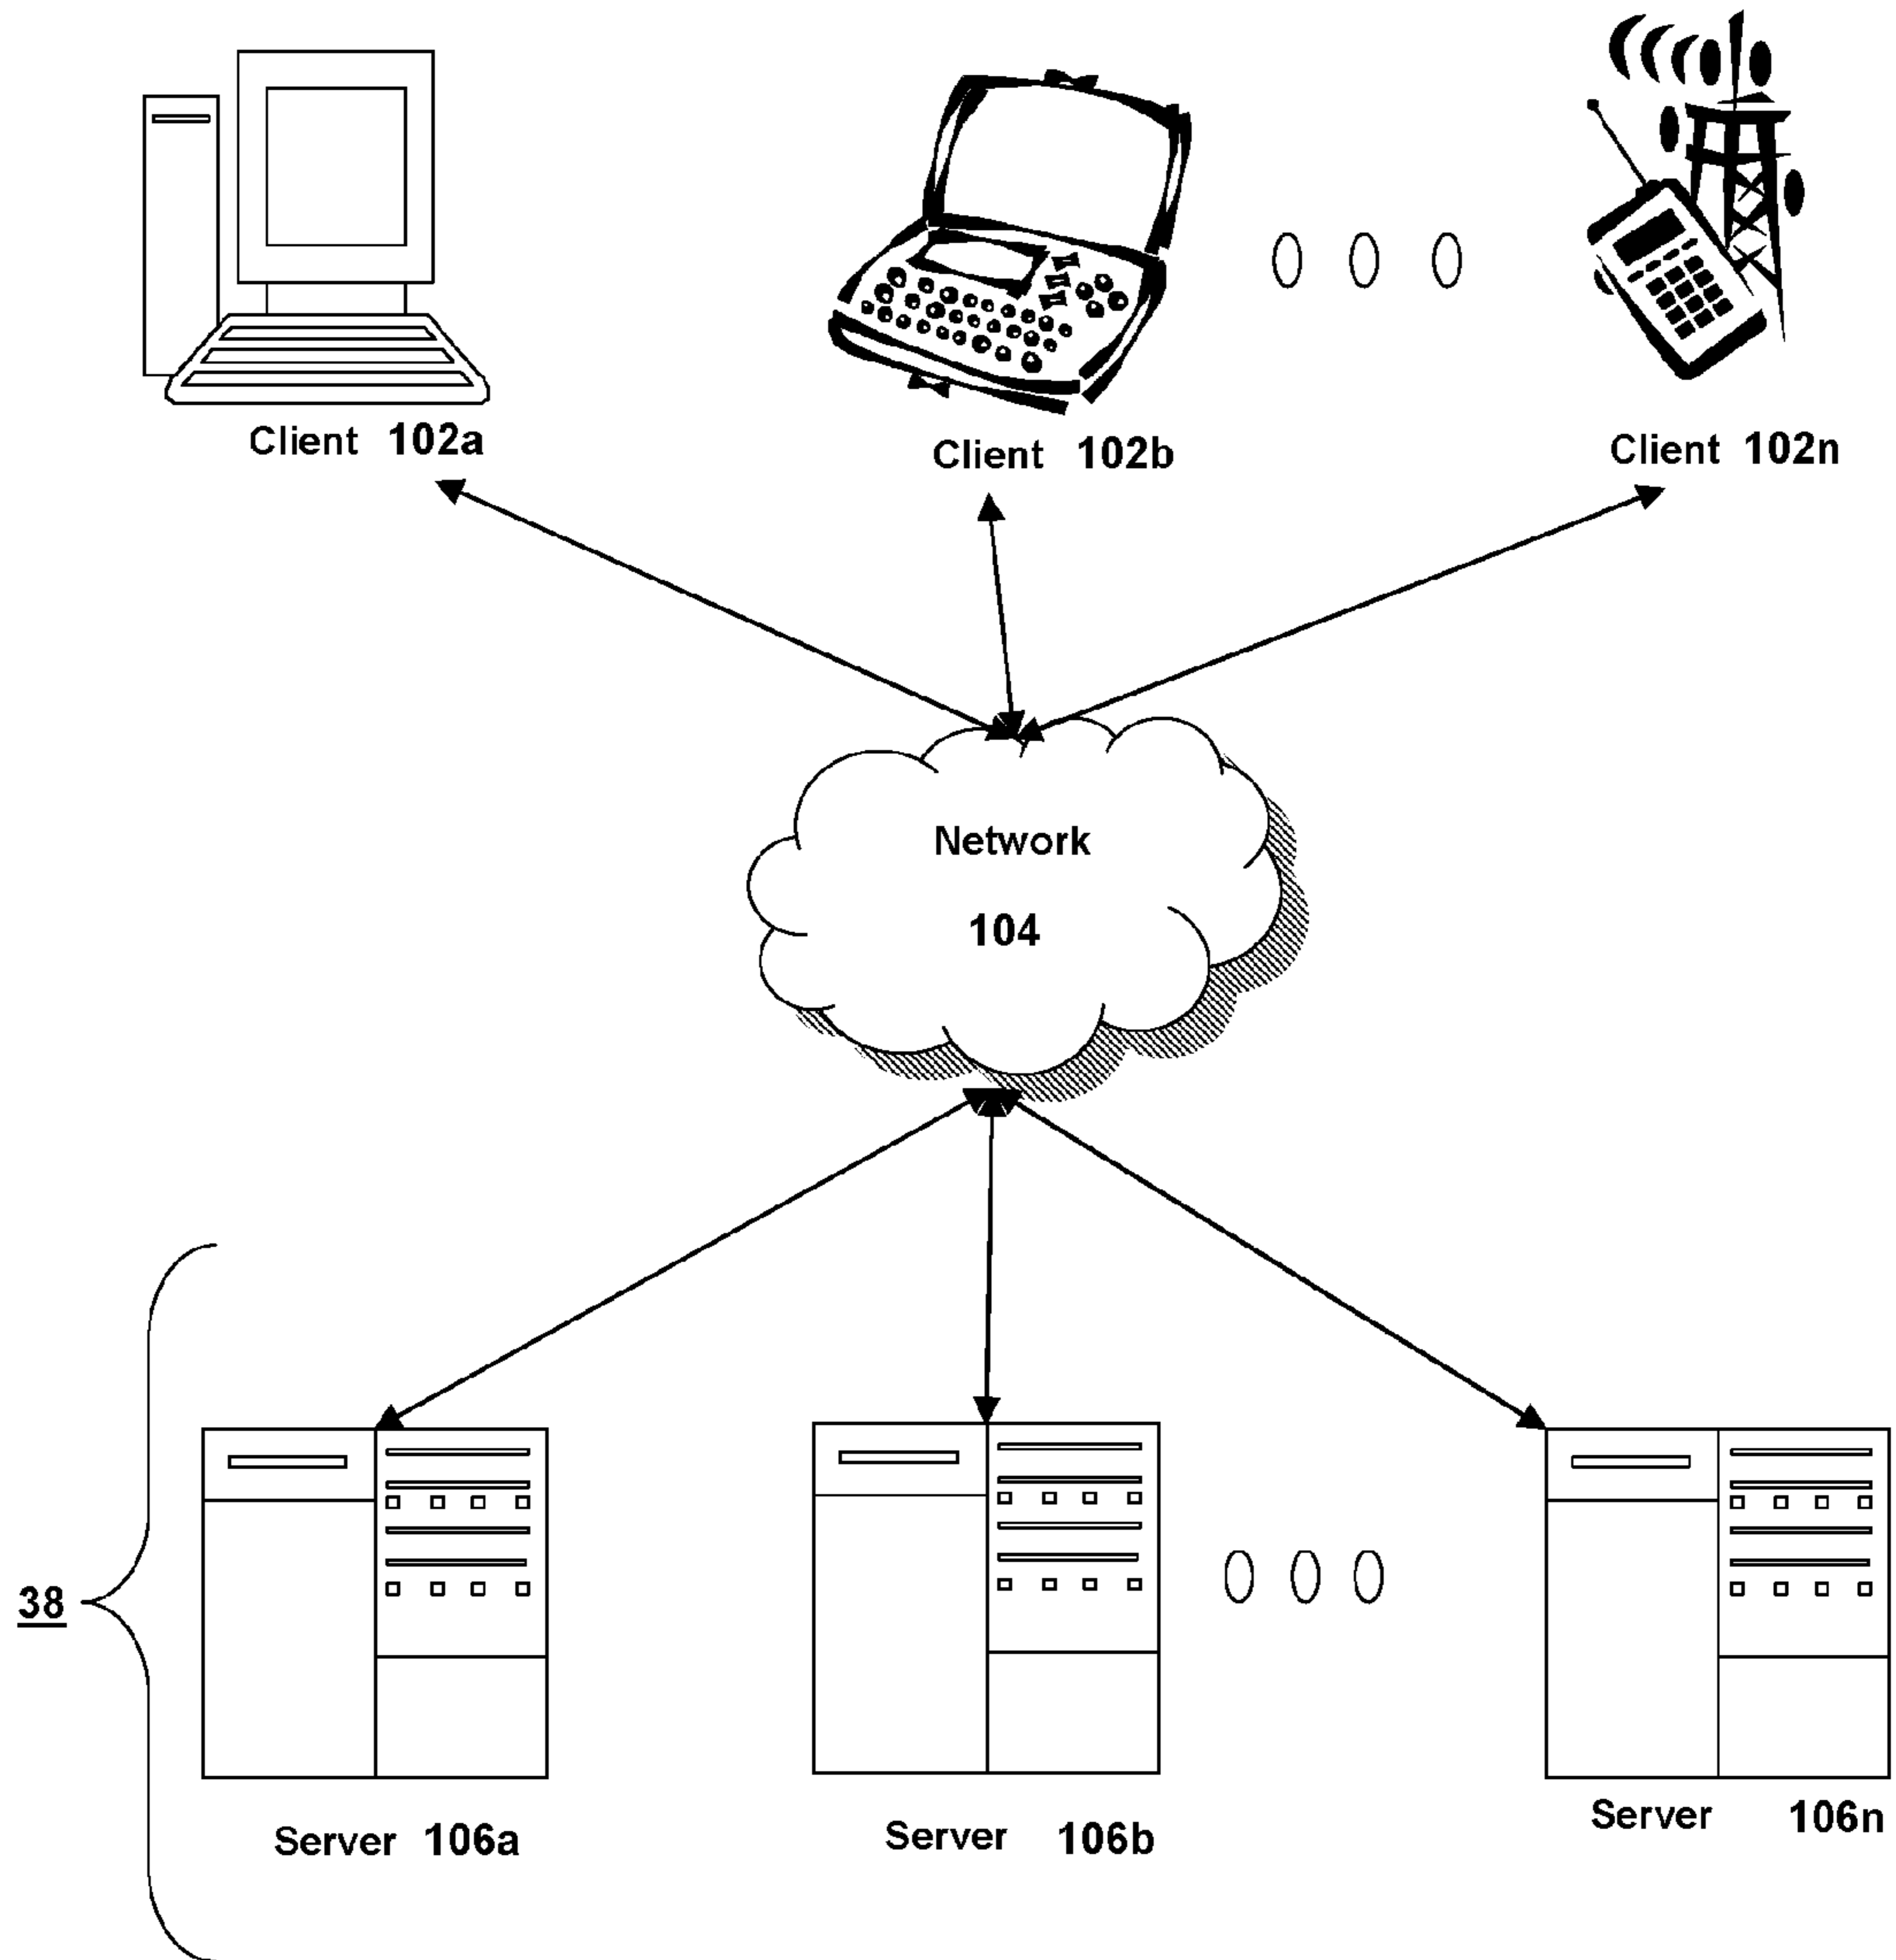 Client 102a
Client 102b
Client 102n
Network
104
38
Server 106a
Server 106b
Server 106n